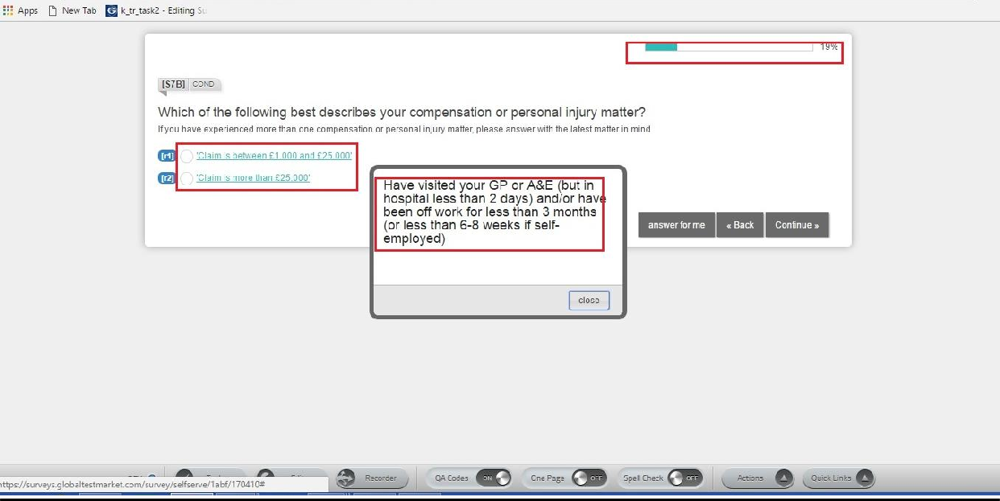 Apps New Tab k_tr_task2 - Editing Su
19%
[S7B] COND
Which of the following best describes your compensation or personal injury matter?
If you have experienced more than one compensation or personal injury matter, please answer with the latest matter in mind
[r1] 'Claim is between £1,000 and £25,000'
[r2] 'Claim is more than £25,000'
Have visited your GP or A&E (but in
hospital less than 2 days) and/or have
been off work for less than 3 months
(or less than 6-8 weeks if self-
employed)
answer for me « Back Continue »
close
Recorder QA Codes ON One Page OFF Spell Check OFF Actions Quick Links
https://surveys.globaltestmarket.com/survey/selfserve/1abf/170410#